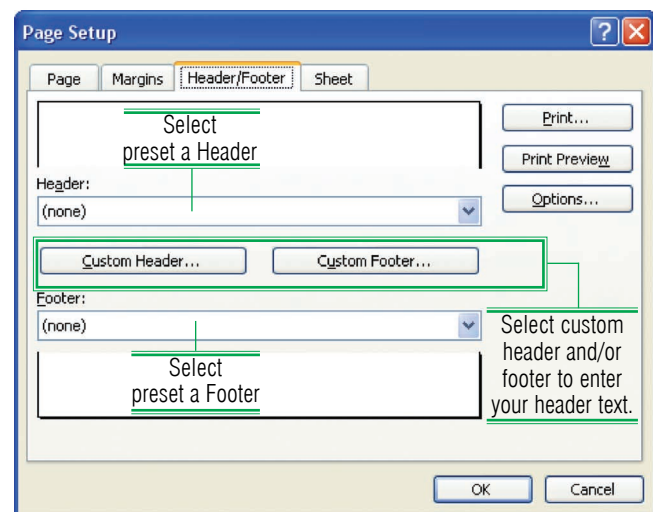 Page Setup
Page Margins Header/Footer Sheet
Select
preset a Header
Print...
Print Preview
Options...
Header:
(none)
Custom Header... Custom Footer...
Footer:
(none)
Select
preset a Footer
Select custom
header and/or
footer to enter
your header text.
OK Cancel